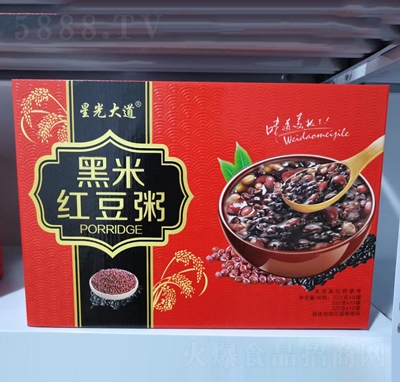 5888.TV
星光大道®
黑米
红豆粥
PORRIDGE
味道美极了!
Weidaomeijile
火爆食品招商网